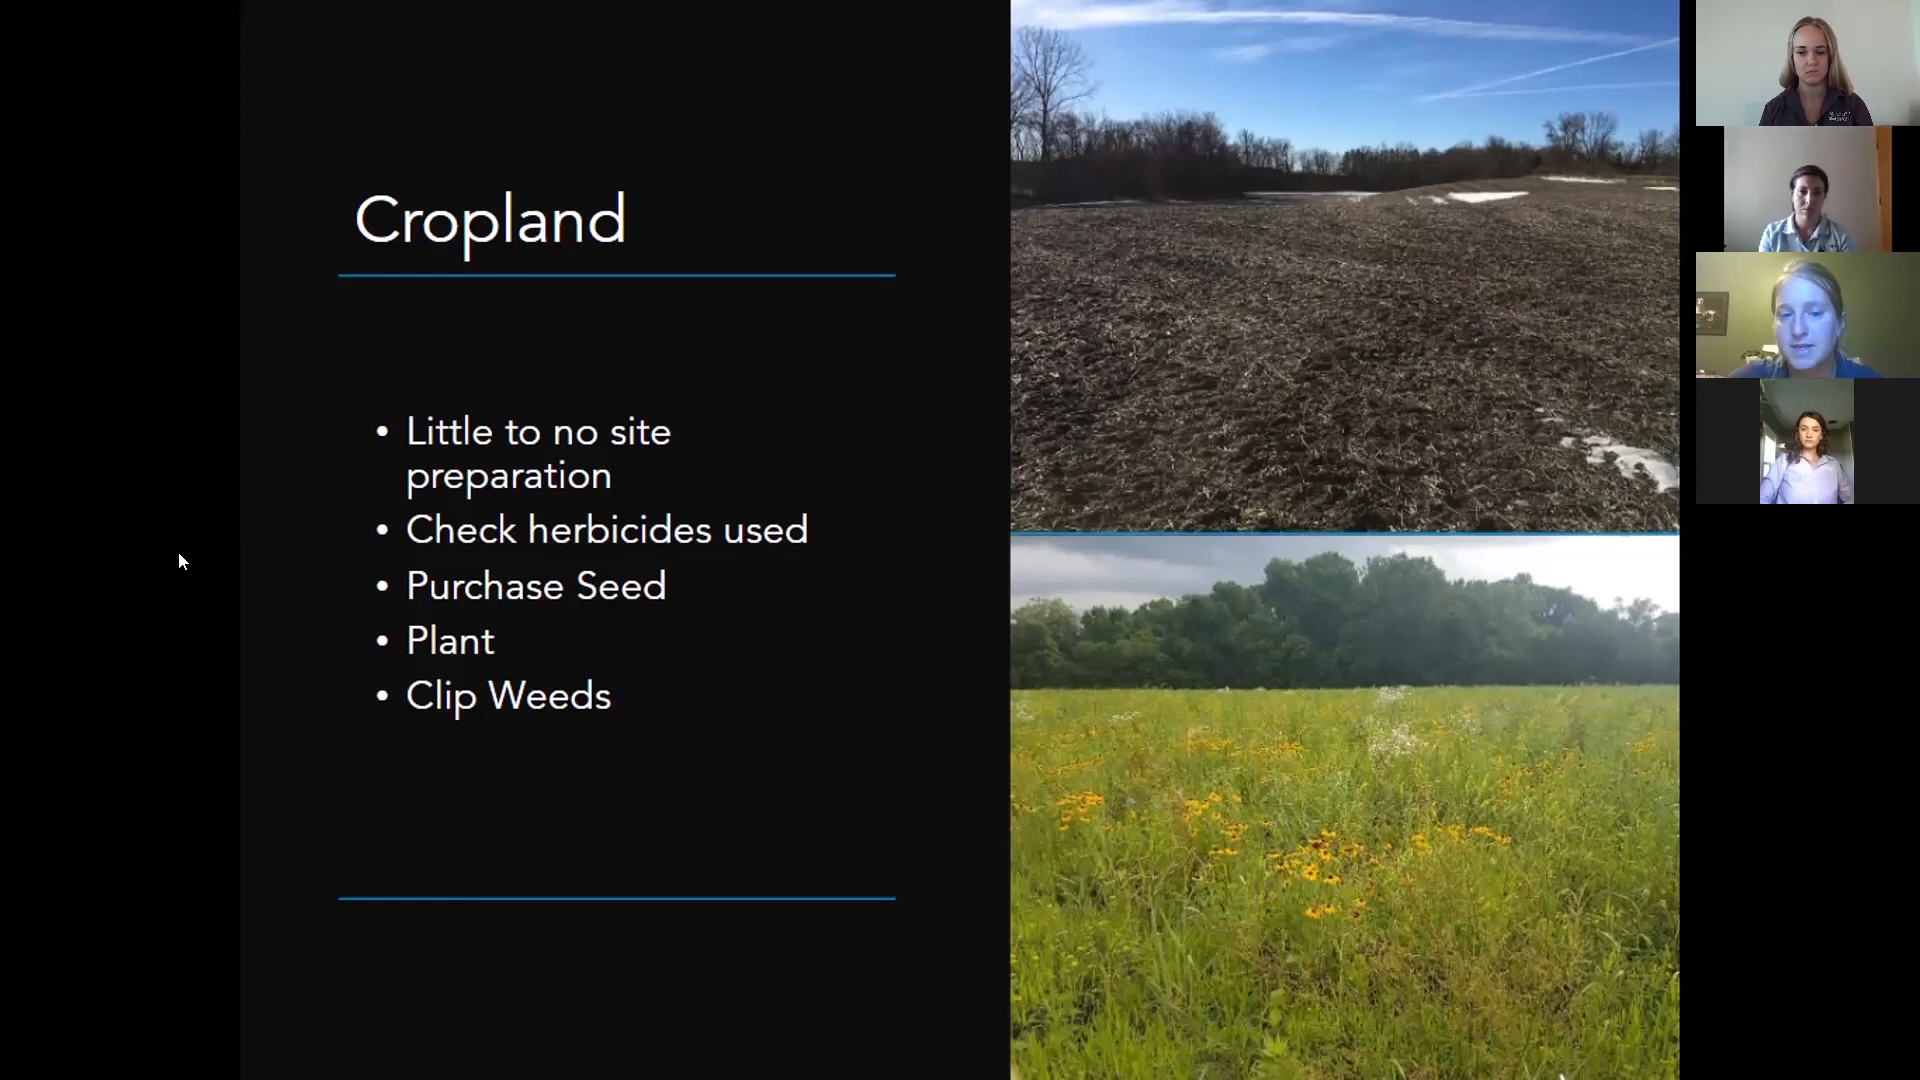 Cropland
• Little to no site
preparation
• Check herbicides used
• Purchase Seed
• Plant
• Clip Weeds